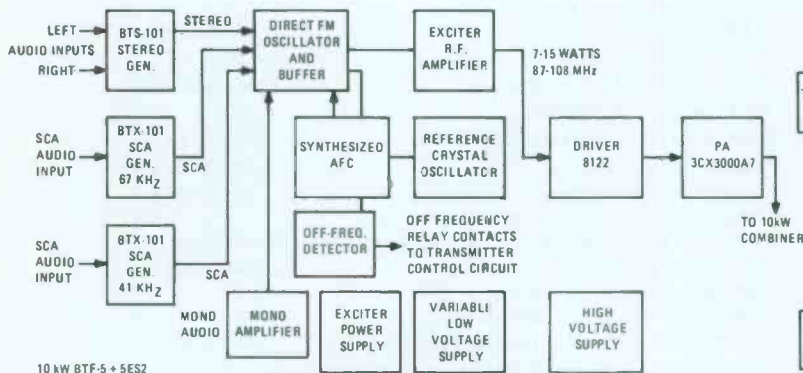 LEFT
AUDIO INPUTS
RIGHT
BTS-101
STEREO
GEN.
STEREO
DIRECT FM
OSCILLATOR
AND
BUFFER
EXCITER
R.F.
AMPLIFIER
7-15 WATTS
87-108 MHz
SCA
AUDIO
INPUT
BTX-101
SCA
GEN.
67 KHz
SCA
SYNTHESIZED
AFC
REFERENCE
CRYSTAL
OSCILLATOR
DRIVER
8122
PA
3CX3000A7
TO 10kW
COMBINER
OFF-FREQ.
DETECTOR
OFF FREQUENCY
RELAY CONTACTS
TO TRANSMITTER
CONTROL CIRCUIT
SCA
AUDIO
INPUT
BTX-101
SCA
GEN.
41 KHz
SCA
MONO
AUDIO
MONO
AMPLIFIER
EXCITER
POWER
SUPPLY
VARIABLE LOW
VOLTAGE
SUPPLY
HIGH
VOLTAGE
SUPPLY
10 kW BTF-5 + 5ES2